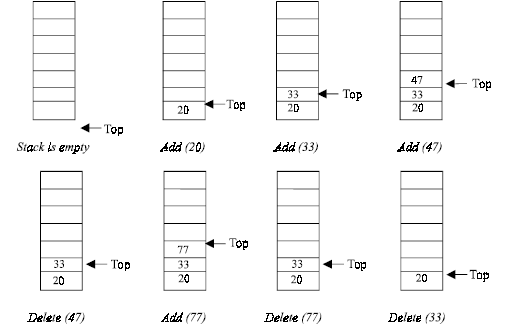 Top
Stack is empty
20
Top
Add (20)
33
20
Top
Add (33)
47
33
20
Top
Add (47)
33
20
Top
Delete (47)
77
33
20
Top
Add (77)
33
20
Top
Delete (77)
20
Top
Delete (33)